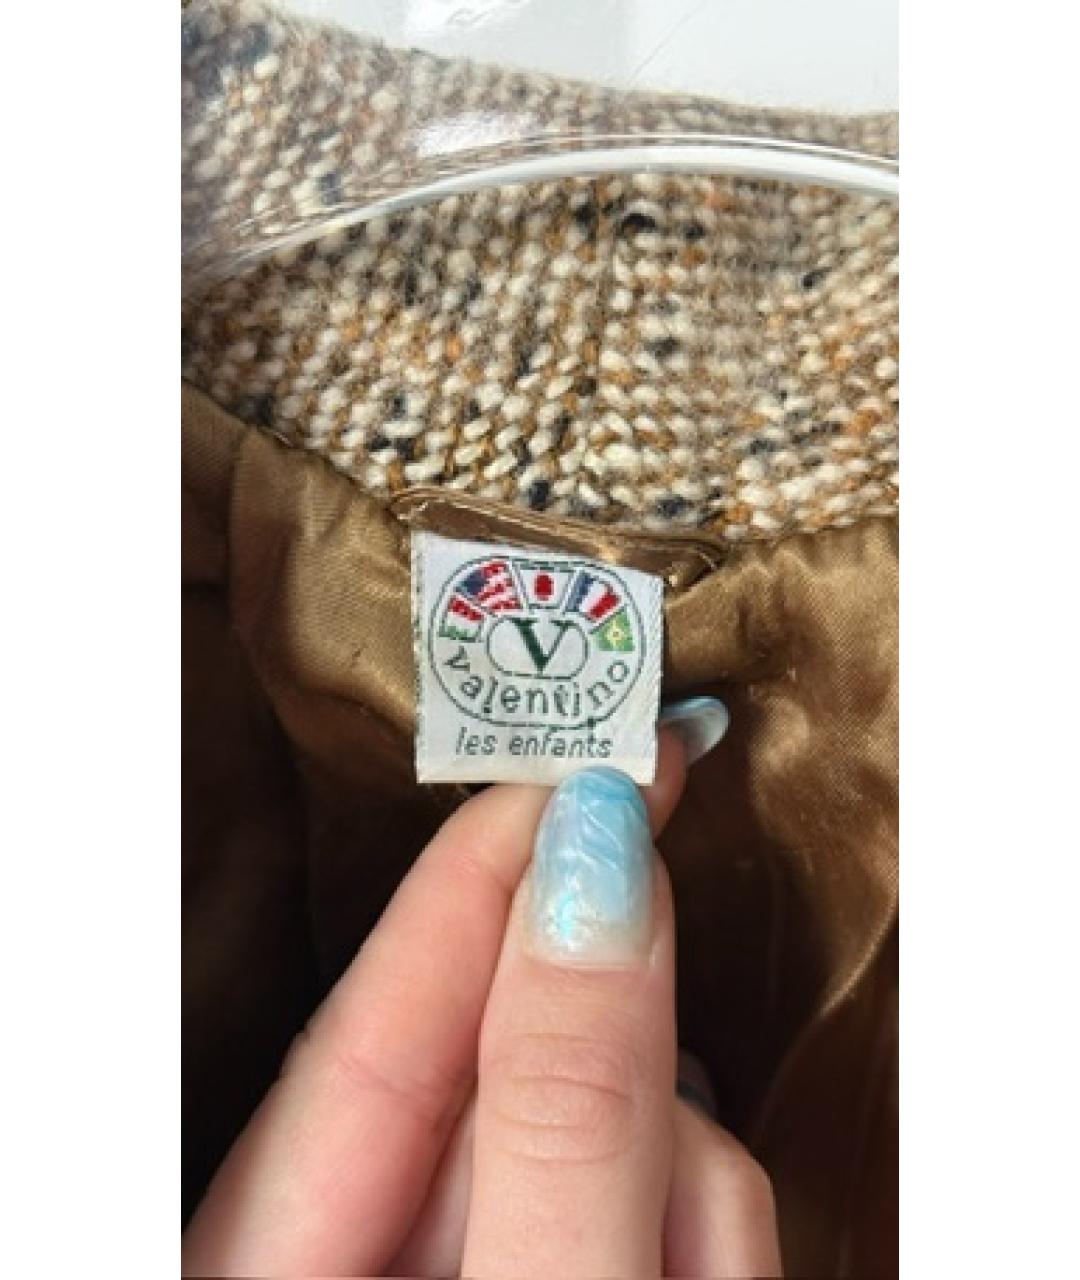 V
valentino
les enfants